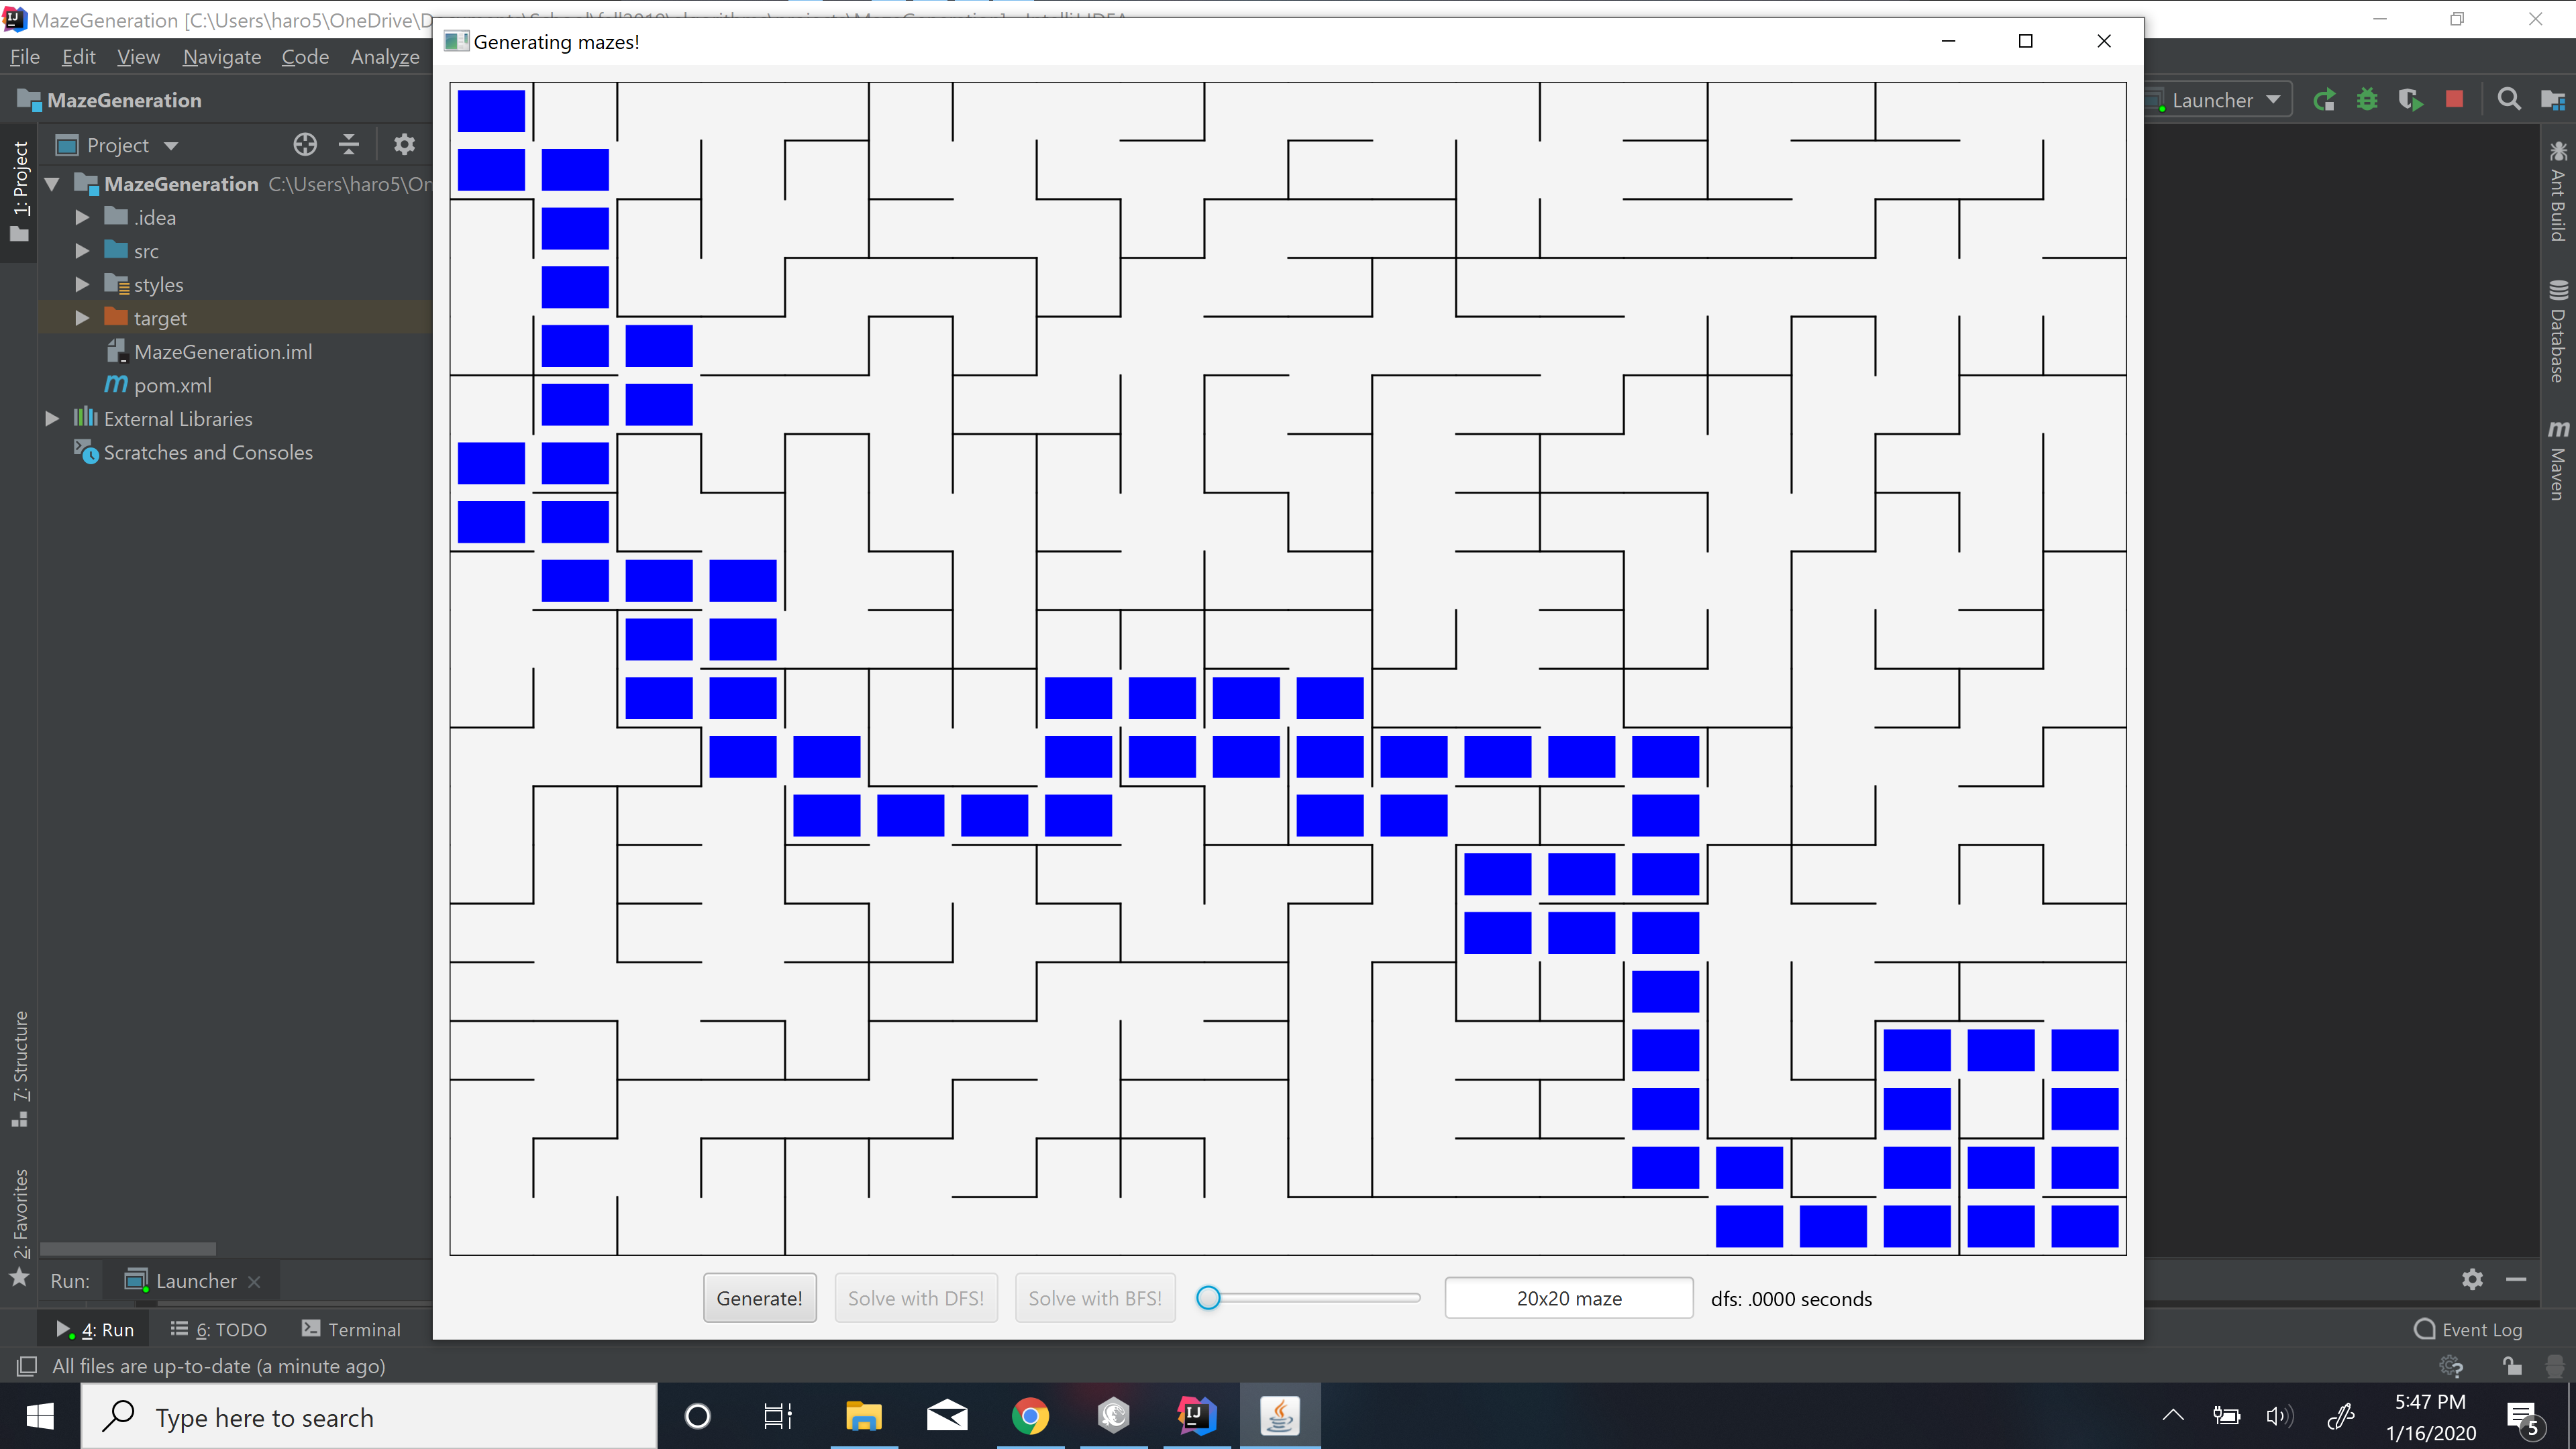 MazeGeneration [C:\Users\haro5\OneDrive\D
Generating mazes!
File Edit View Navigate Code Analyze
MazeGeneration
Launcher
1: Project
Project
MazeGeneration C:\Users\haro5\On
.idea
src
styles
target
MazeGeneration.iml
pom.xml
External Libraries
Scratches and Consoles
Ant Build
Database
Maven
7: Structure
2: Favorites
Run: Launcher
Generate! Solve with DFS! Solve with BFS! 20x20 maze dfs: .0000 seconds
4: Run 6: TODO Terminal Event Log
All files are up-to-date (a minute ago)
Type here to search
5:47 PM
1/16/2020
5